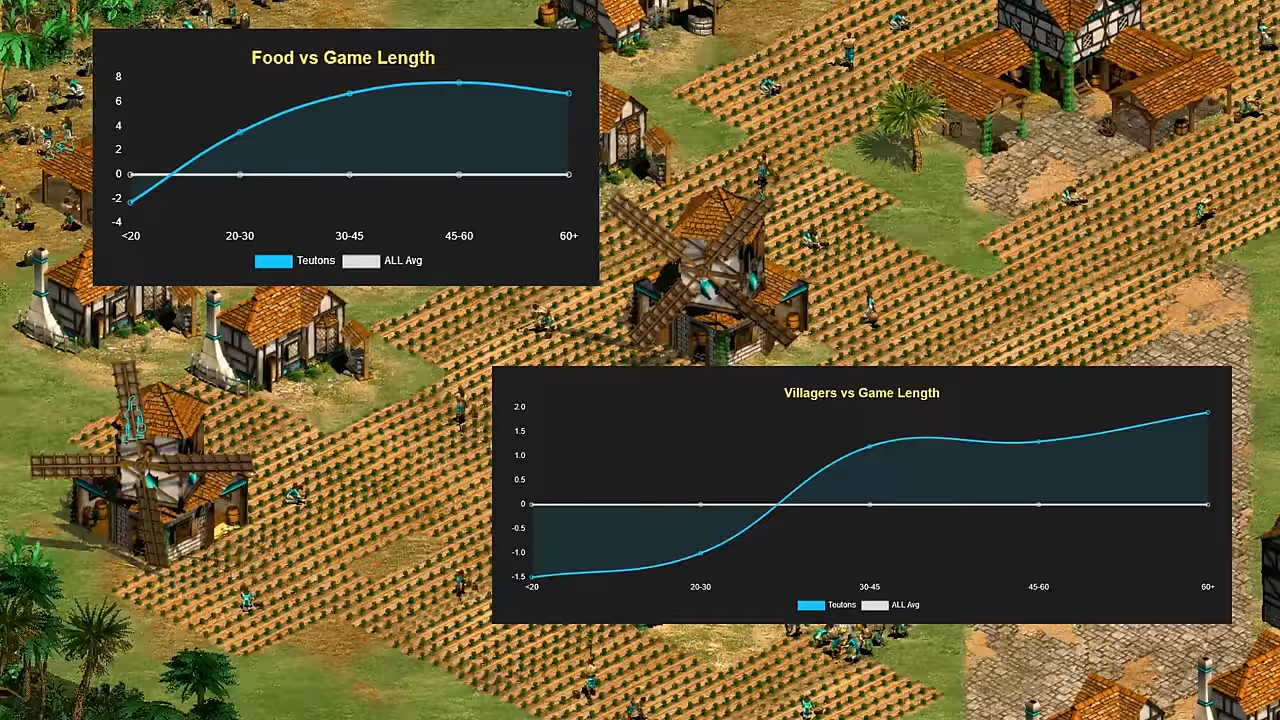 Food vs Game Length
8
6
4
2
0
-2
-4
<20 20-30 30-45 45-60 60+
Teutons ALL Avg
Villagers vs Game Length
2.0
1.5
1.0
0.5
0
-0.5
-1.0
-1.5
<20 20-30 30-45 45-60 60+
Teutons ALL Avg